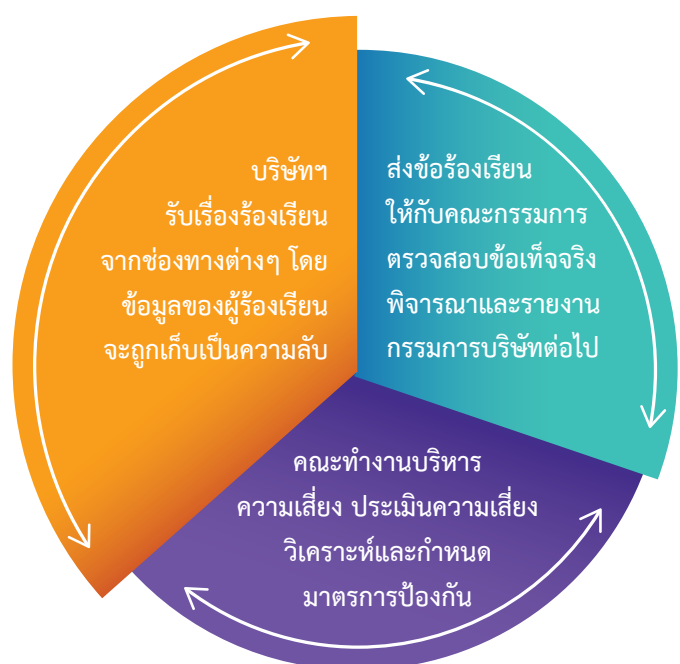 บริษัทฯ
รับเรื่องร้องเรียน
จากช่องทางต่างๆ โดย
ข้อมูลของผู้ร้องเรียน
จะถูกเก็บเป็นความลับ
ส่งข้อร้องเรียน
ให้กับคณะกรรมการ
ตรวจสอบข้อเท็จจริง
พิจารณาและรายงาน
กรรมการบริษัทต่อไป
คณะทำงานบริหาร
ความเสี่ยง ประเมินความเสี่ยง
วิเคราะห์และกำหนด
มาตรการป้องกัน